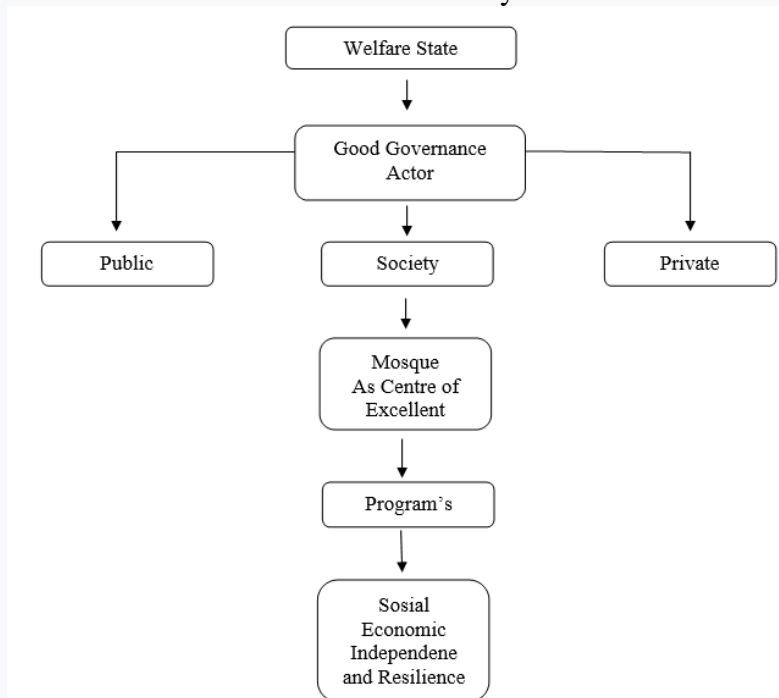 Welfare State
Good Governance
Actor
Public
Society
Private
Mosque
As Centre of
Excellent
Program’s
Sosial
Economic
Independene
and Resilience